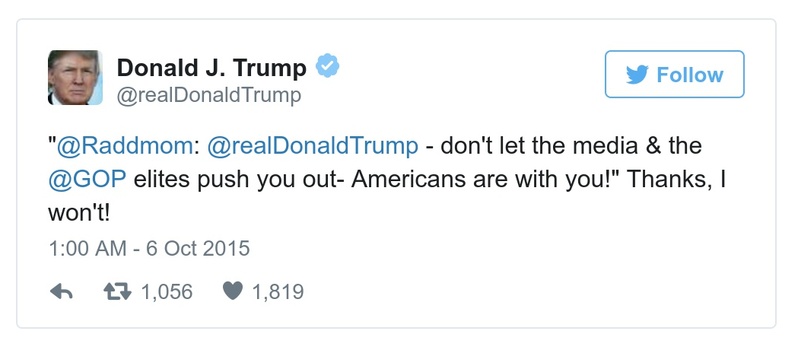 Donald J. Trump
@realDonaldTrump
Follow
"@Raddmom: @realDonaldTrump - don't let the media & the
@GOP elites push you out- Americans are with you!" Thanks, I
won't!
1:00 AM - 6 Oct 2015
1,056 1,819